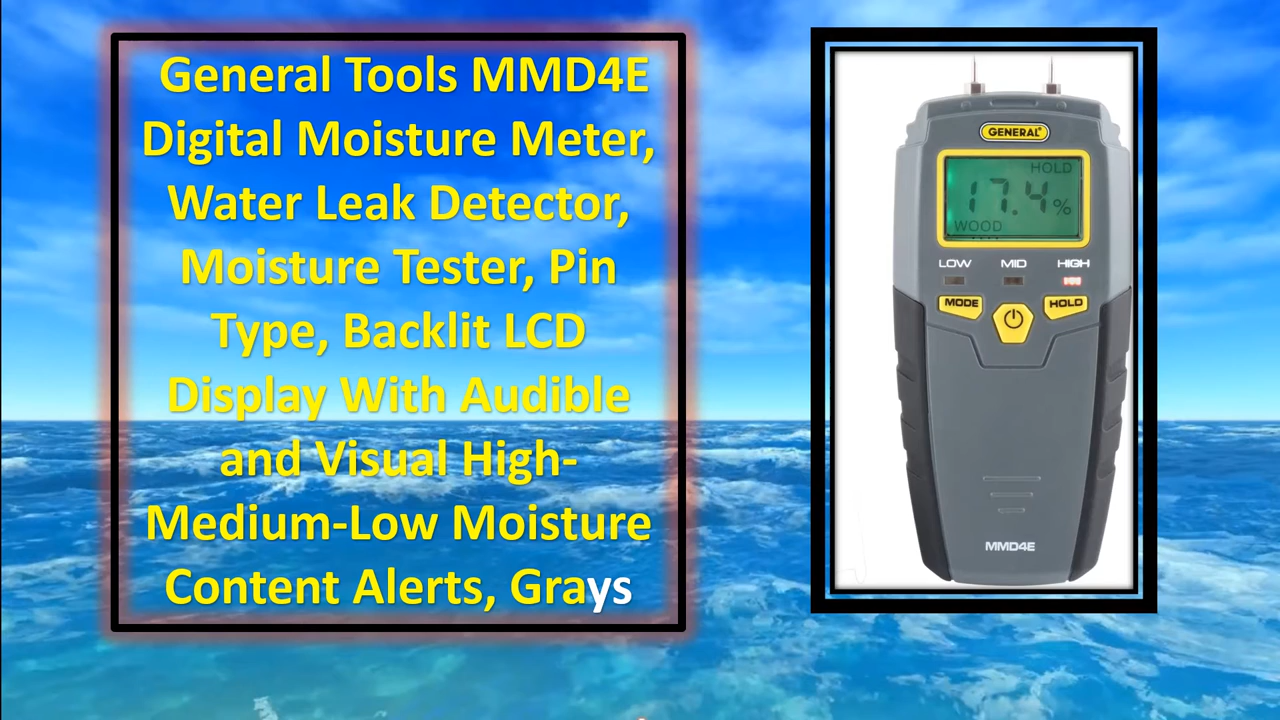 General Tools MMD4E
Digital Moisture Meter,
Water Leak Detector,
Moisture Tester, Pin
Type, Backlit LCD
Display With Audible
and Visual High-
Medium-Low Moisture
Content Alerts, Grays
GENERAL®
HOLD
17.4%
WOOD
LOW MID HIGH
MODE HOLD
MMD4E